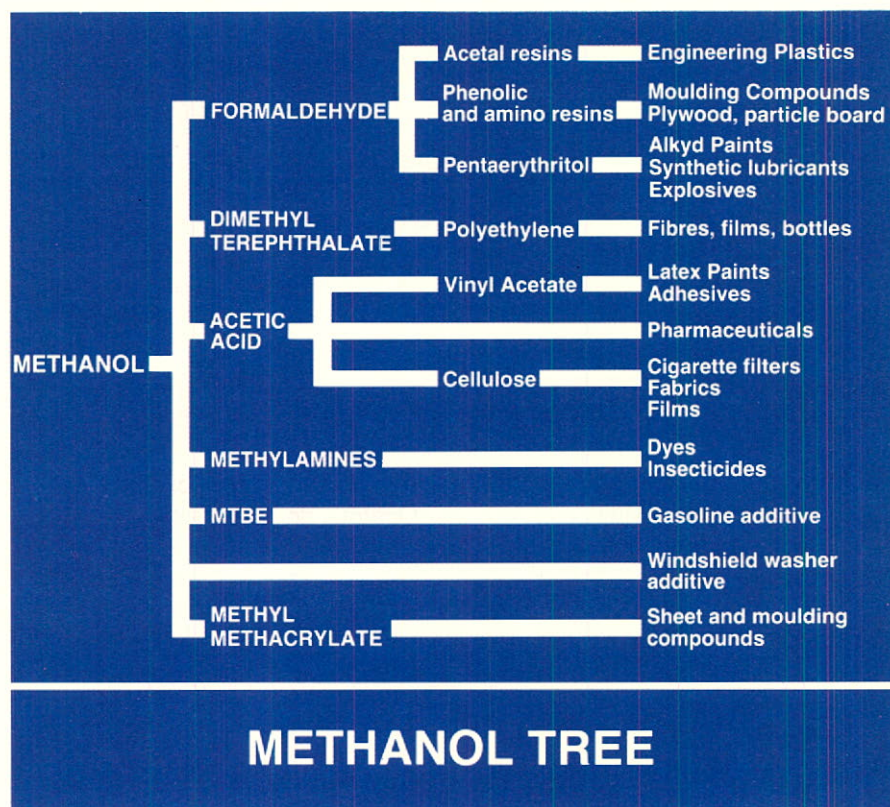 Acetal resins
Engineering Plastics
FORMALDEHYDE
Phenolic
and amino resins
Moulding Compounds
Plywood, particle board
Pentaerythritol
Alkyd Paints
Synthetic lubricants
Explosives
DIMETHYL
TEREPHTHALATE
Polyethylene
Fibres, films, bottles
METHANOL
ACETIC
ACID
Vinyl Acetate
Latex Paints
Adhesives
Pharmaceuticals
Cellulose
Cigarette filters
Fabrics
Films
METHYLAMINES
Dyes
Insecticides
MTBE
Gasoline additive
Windshield washer
additive
METHYL
METHACRYLATE
Sheet and moulding
compounds
METHANOL TREE